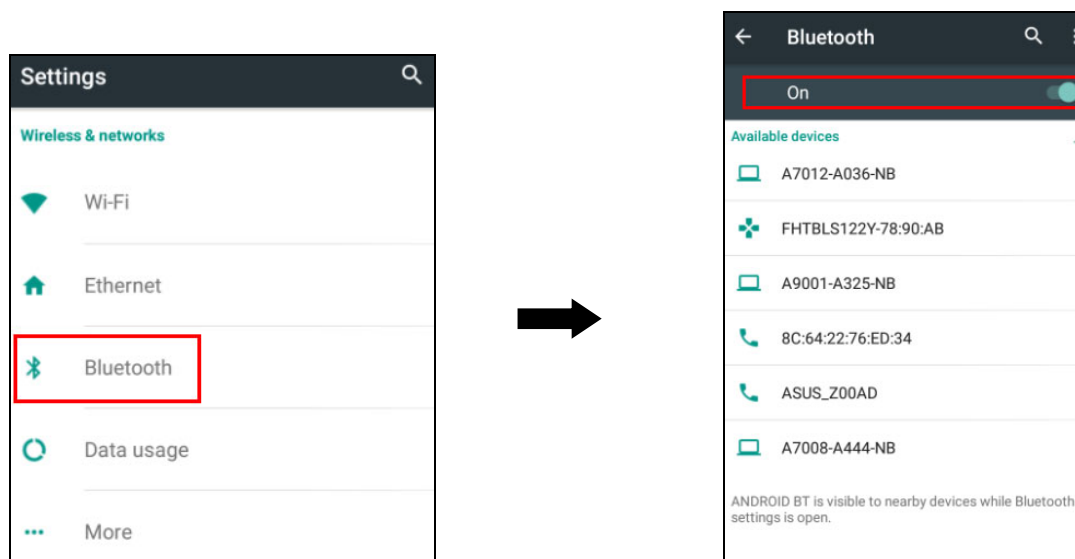 Settings
Wireless & networks
Wi-Fi
Ethernet
Bluetooth
Data usage
More
Bluetooth
On
Available devices
A7012-A036-NB
FHTBLS122Y-78:90:AB
A9001-A325-NB
8C:64:22:76:ED:34
ASUS_Z00AD
A7008-A444-NB
ANDROID BT is visible to nearby devices while Bluetooth
settings is open.